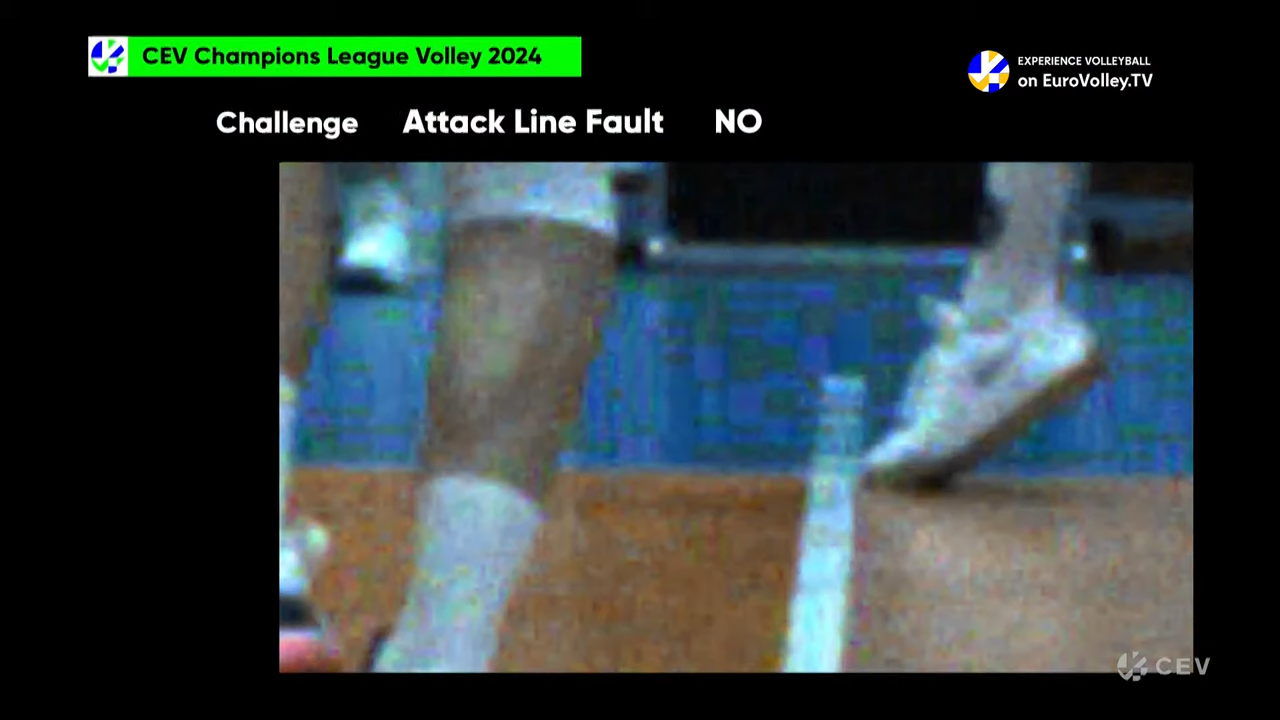 CEV Champions League Volley 2024
EXPERIENCE VOLLEYBALL
on EuroVolley.TV
Challenge Attack Line Fault NO
CEV